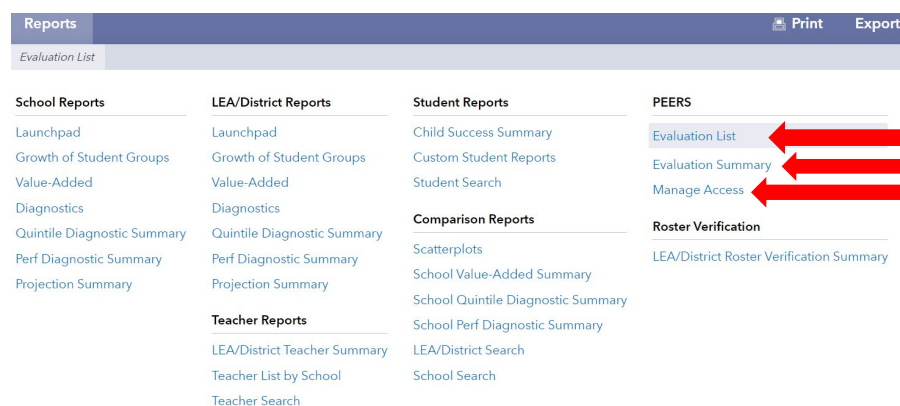 Reports
Print
Export
Evaluation List
School Reports
Launchpad
Growth of Student Groups
Value-Added
Diagnostics
Quintile Diagnostic Summary
Perf Diagnostic Summary
Projection Summary
LEA/District Reports
Launchpad
Growth of Student Groups
Value-Added
Diagnostics
Quintile Diagnostic Summary
Perf Diagnostic Summary
Projection Summary
Teacher Reports
LEA/District Teacher Summary
Teacher List by School
Teacher Search
Student Reports
Child Success Summary
Custom Student Reports
Student Search
Comparison Reports
Scatterplots
School Value-Added Summary
School Quintile Diagnostic Summary
School Perf Diagnostic Summary
LEA/District Search
School Search
PEERS
Evaluation List
Evaluation Summary
Manage Access
Roster Verification
LEA/District Roster Verification Summary